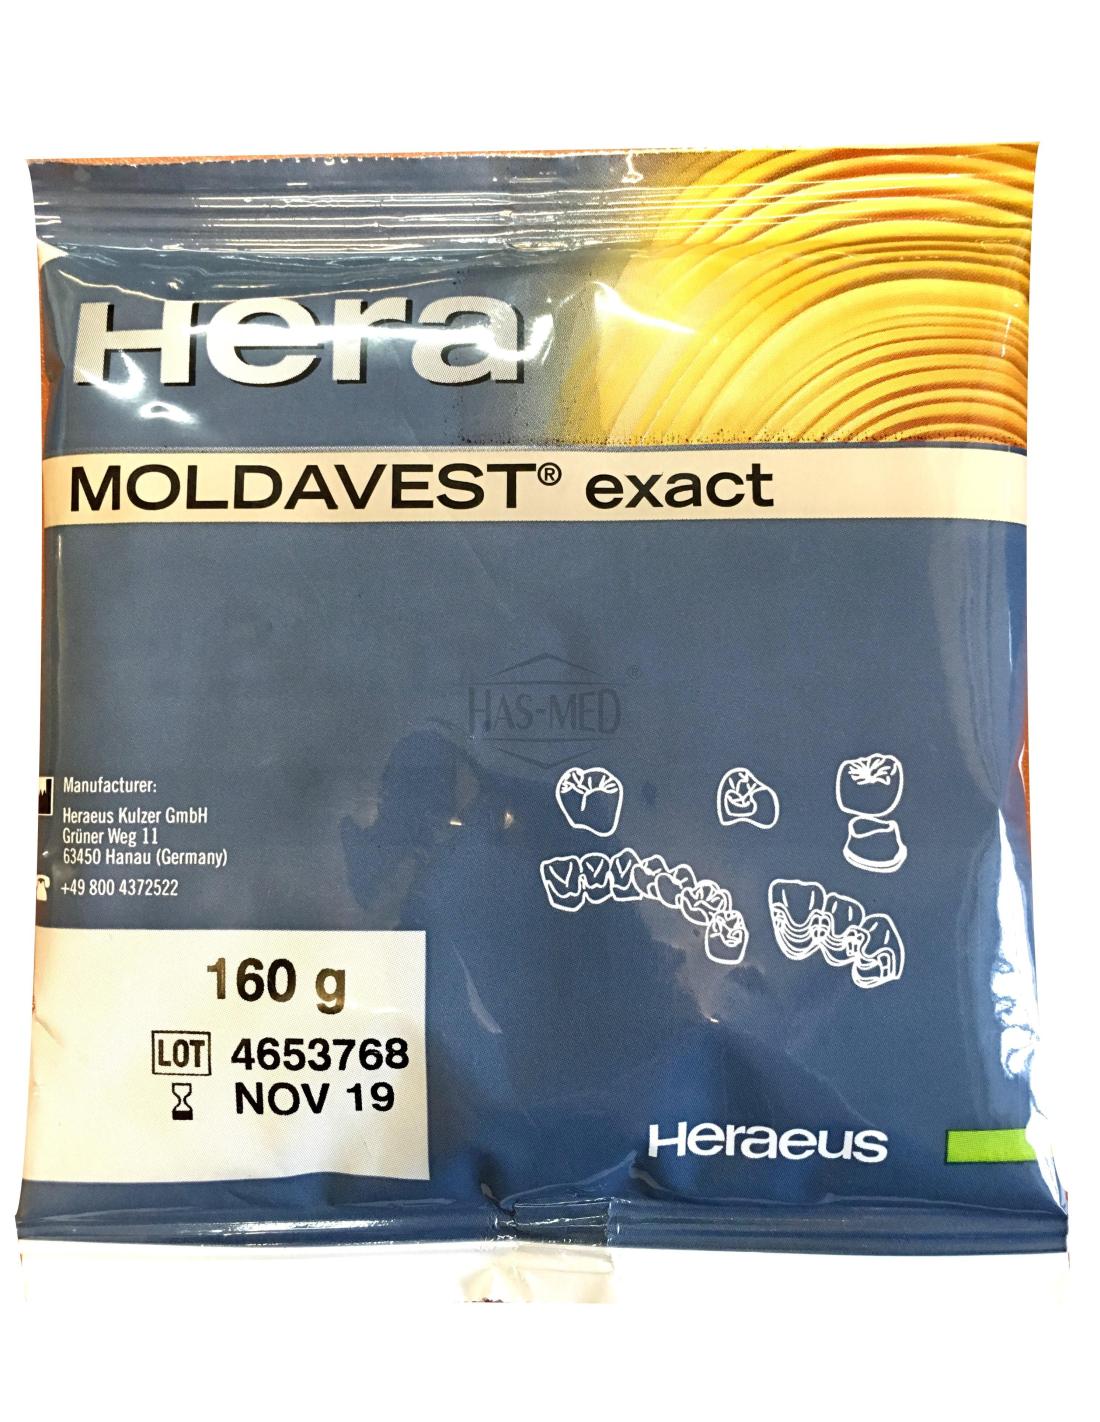 Hera
MOLDAVEST® exact
HAS-MED®
Manufacturer:
Heraeus Kulzer GmbH
Grüner Weg 11
63450 Hanau (Germany)
+49 800 4372522
160 g
LOT 4653768
NOV 19
Heraeus